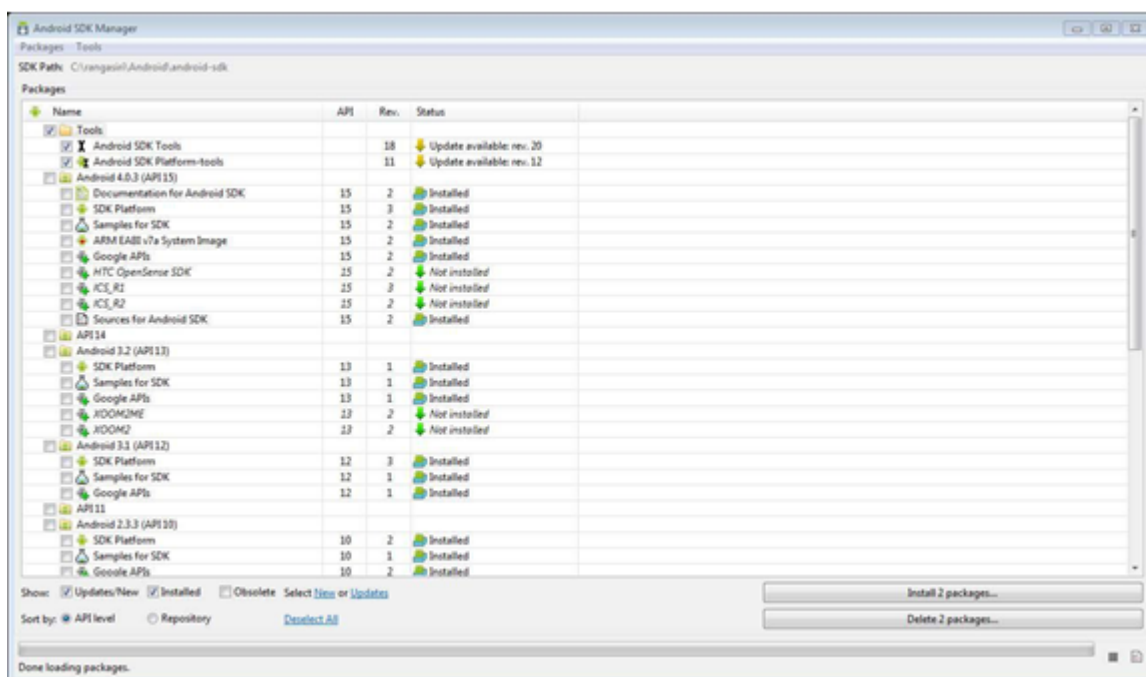 Android SDK Manager
Packages Tools
SDK Path: C:\rangasiri\Android\android-sdk
Packages
Name API Rev. Status
Tools
Android SDK Tools 18 Update available: rev. 20
Android SDK Platform-tools 11 Update available: rev. 12
Android 4.0.3 (API 15)
Documentation for Android SDK 15 2 Installed
SDK Platform 15 3 Installed
Samples for SDK 15 2 Installed
ARM EABI v7a System Image 15 2 Installed
Google APIs 15 2 Installed
HTC OpenSense SDK 15 2 Not installed
ICS_R1 15 3 Not installed
ICS_R2 15 2 Not installed
Sources for Android SDK 15 2 Installed
API 14
Android 3.2 (API 13)
SDK Platform 13 1 Installed
Samples for SDK 13 1 Installed
Google APIs 13 1 Installed
XOOM2ME 13 2 Not installed
XOOM2 13 2 Not installed
Android 3.1 (API 12)
SDK Platform 12 3 Installed
Samples for SDK 12 1 Installed
Google APIs 12 1 Installed
API 11
Android 2.3.3 (API 10)
SDK Platform 10 2 Installed
Samples for SDK 10 1 Installed
Google APIs 10 2 Installed
Show: Updates/New Installed Obsolete Select New or Updates Install 2 packages...
Sort by: API level Repository Deselect All Delete 2 packages...
Done loading packages.